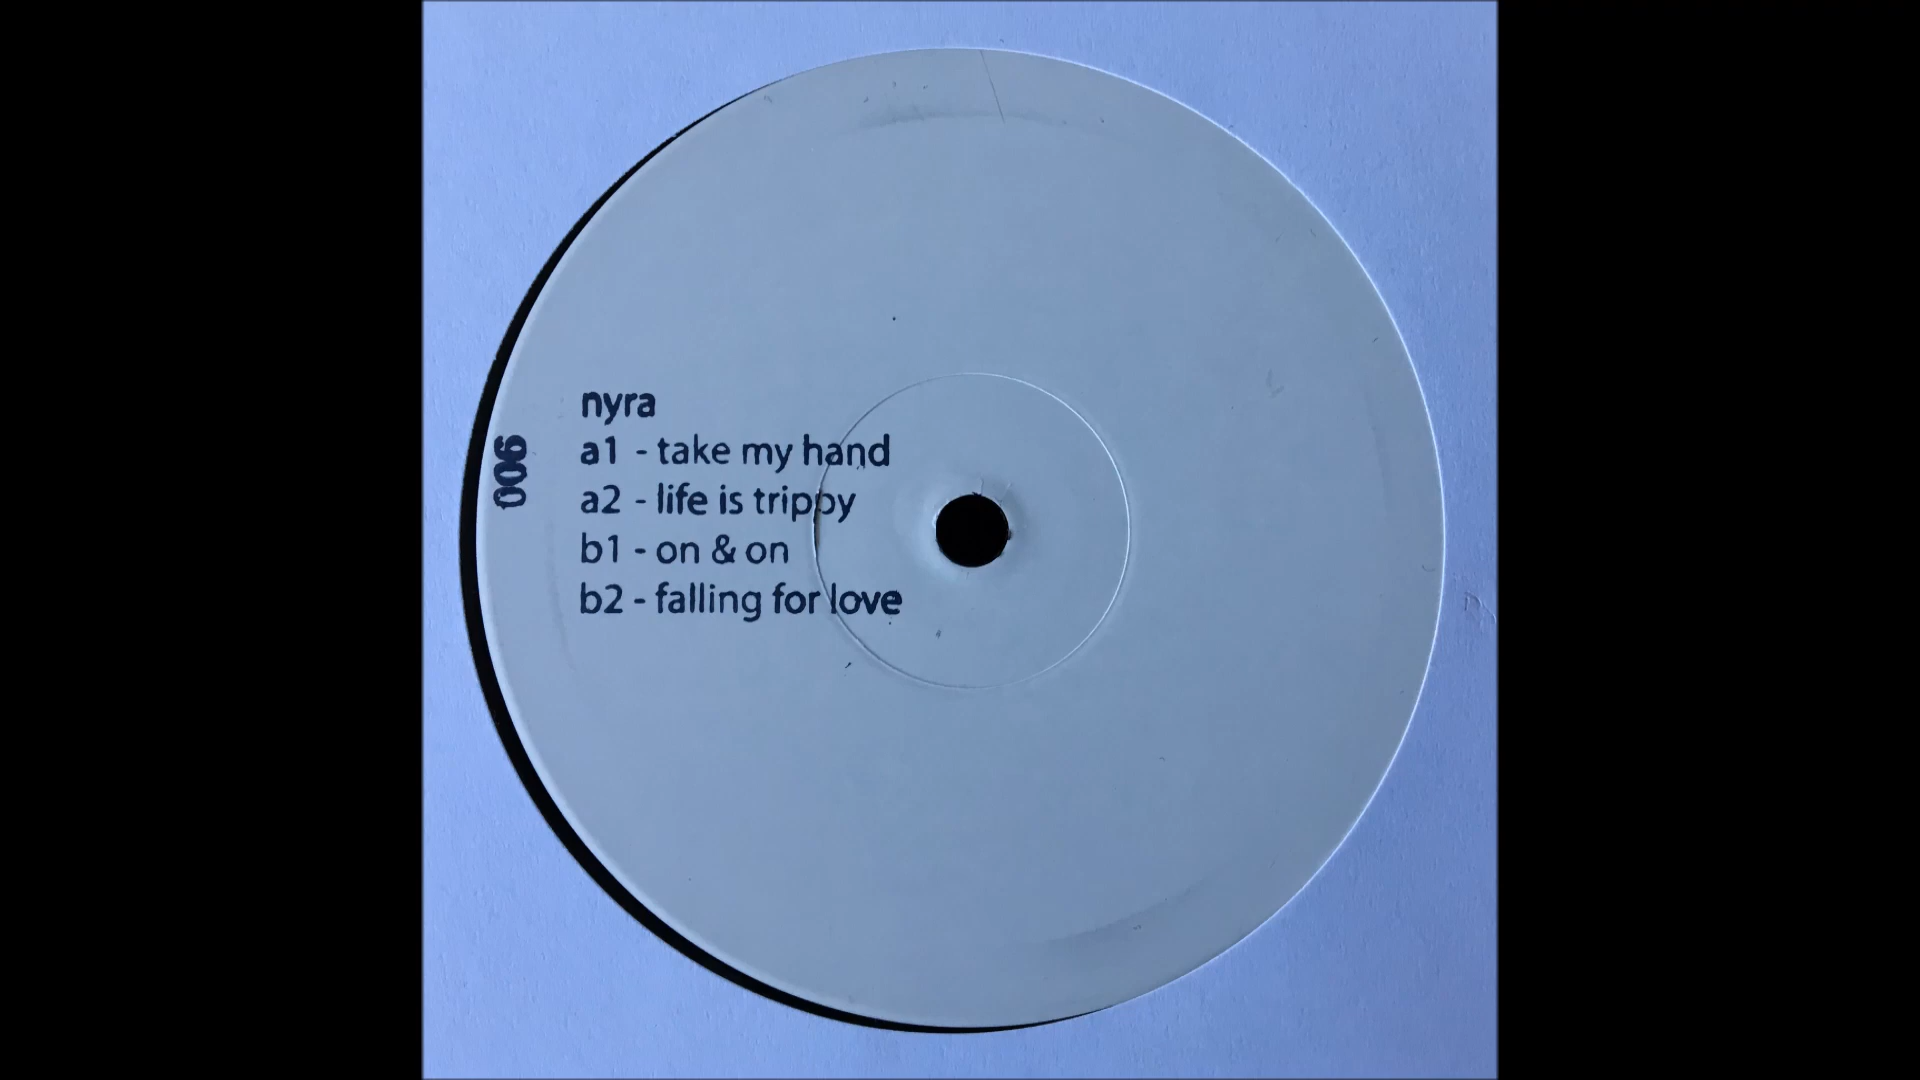 nyra
a1 - take my hand
a2 - life is trippy
b1 - on & on
b2 - falling for love
006